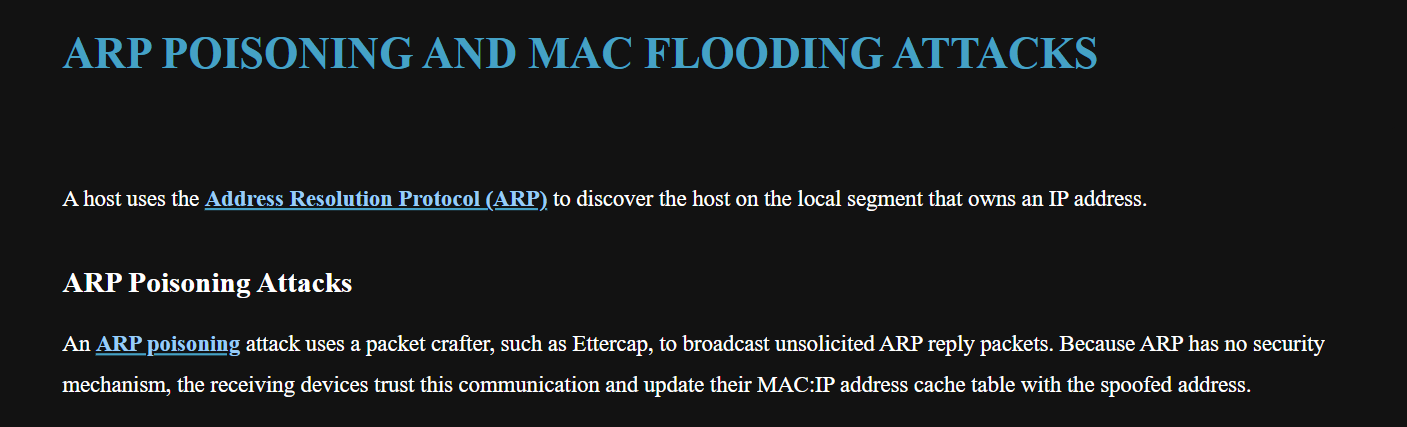 ARP POISONING AND MAC FLOODING ATTACKS
A host uses the Address Resolution Protocol (ARP) to discover the host on the local segment that owns an IP address.
ARP Poisoning Attacks
An ARP poisoning attack uses a packet crafter, such as Ettercap, to broadcast unsolicited ARP reply packets. Because ARP has no security
mechanism, the receiving devices trust this communication and update their MAC:IP address cache table with the spoofed address.